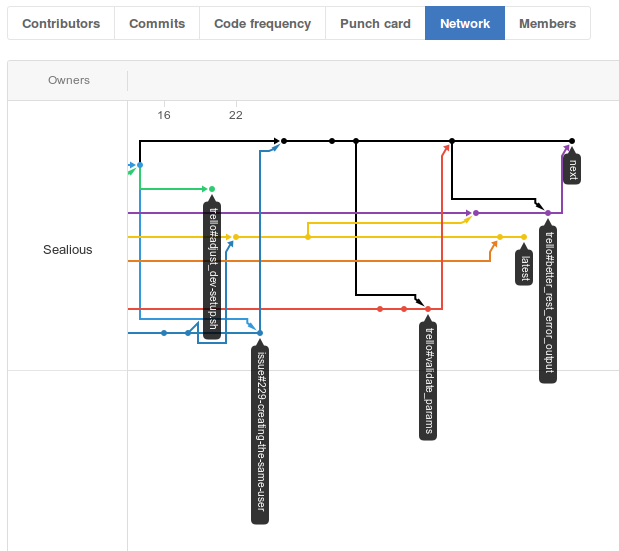 Contributors
Commits
Code frequency
Punch card
Network
Members
Owners
16
22
Sealious
next
trello#adjust_dev-setup.sh
trello#better_rest_error_output
latest
trello#validate_params
issue#229-creating-the-same-user